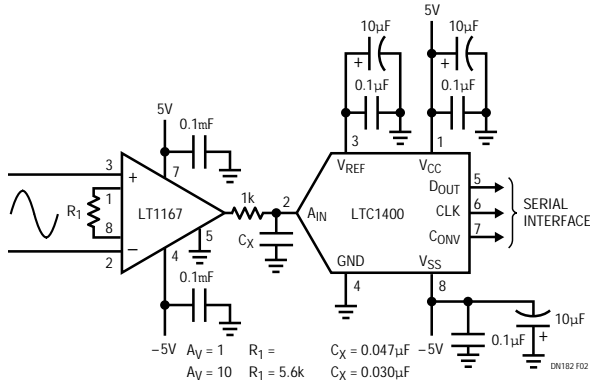 10µF
5V
10µF
+
+
0.1µF
0.1µF
5V
0.1mF
3
1
3
7
VREF
VCC
+
DOUT
5
1
1k
2
R1
LT1167
AIN
LTC1400
CLK
6
SERIAL
INTERFACE
8
CX
CONV
7
5
–
GND
VSS
2
4
4
8
0.1mF
10µF
0.1µF
+
–5V
–5V
AV = 1 R1 = CX = 0.047µF
AV = 10 R1 = 5.6k CX = 0.030µF
DN182 F02